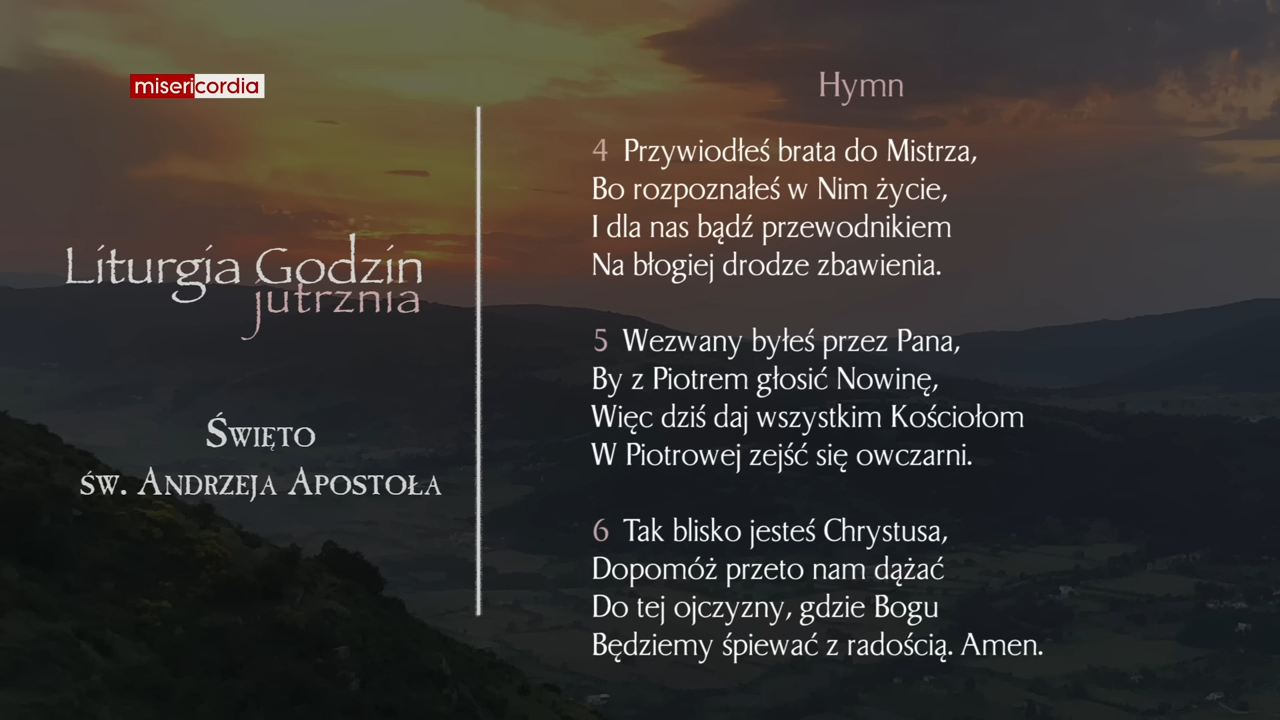 misericordia
Liturgia Godzin
jutrznia
Święto
św. Andrzeja Apostoła
Hymn
4 Przywiodłeś brata do Mistrza,
Bo rozpoznałeś w Nim życie,
I dla nas bądź przewodnikiem
Na błogiej drodze zbawienia.
5 Wezwany byłeś przez Pana,
By z Piotrem głosić Nowinę,
Więc dziś daj wszystkim Kościołom
W Piotrowej zejść się owczarni.
6 Tak blisko jesteś Chrystusa,
Dopomóż przeto nam dążać
Do tej ojczyzny, gdzie Bogu
Będziemy śpiewać z radością. Amen.